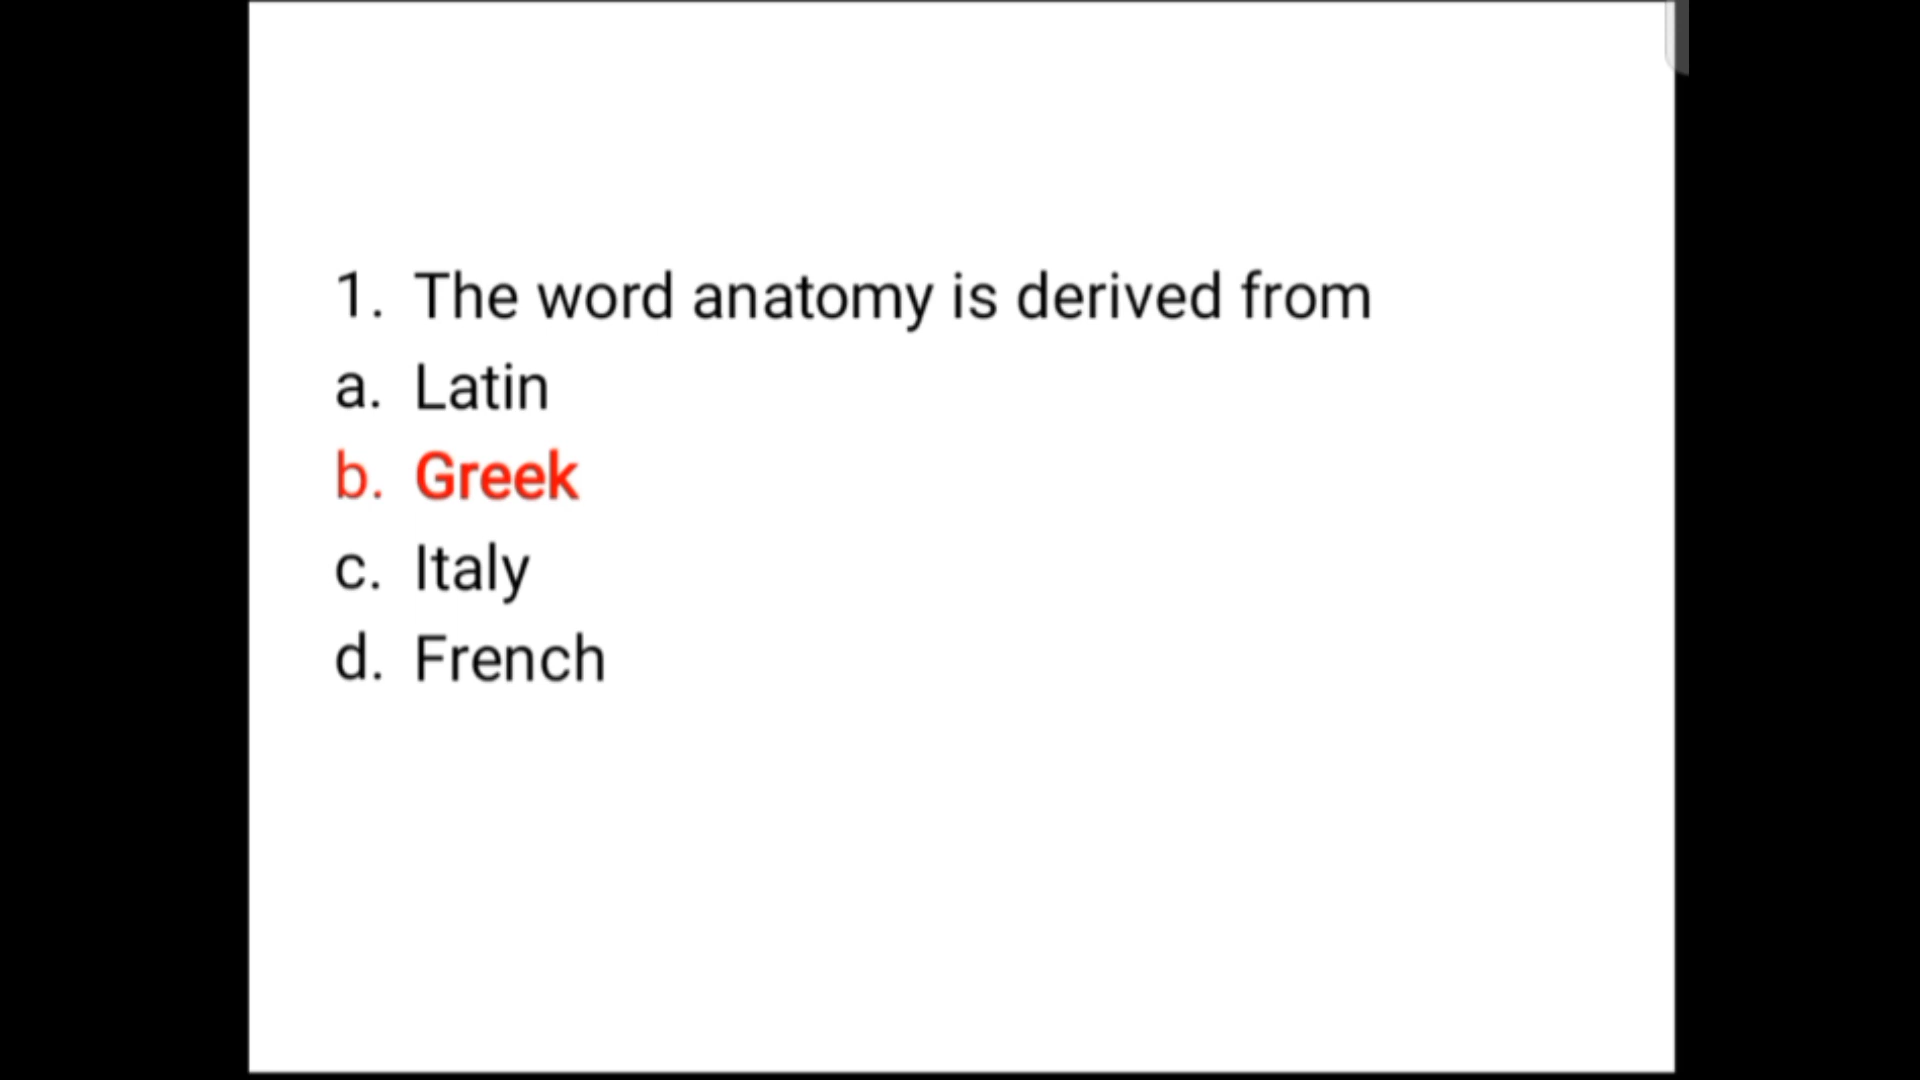 1. The word anatomy is derived from
a. Latin
b. Greek
c. Italy
d. French